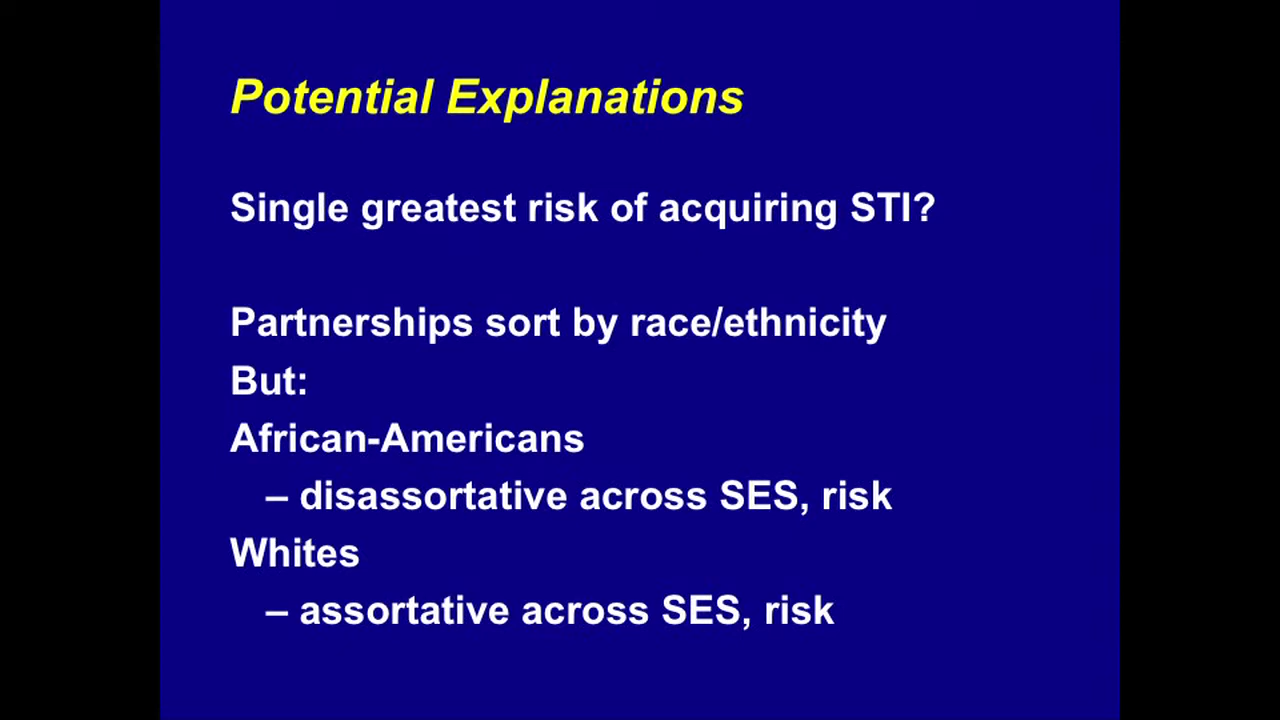 Potential Explanations
Single greatest risk of acquiring STI?
Partnerships sort by race/ethnicity
But:
African-Americans
– disassortative across SES, risk
Whites
– assortative across SES, risk